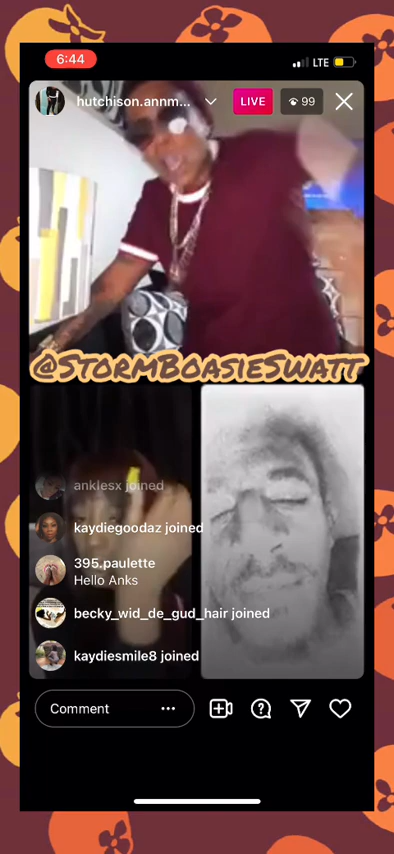 6:44
LTE
hutchison.annm...
LIVE
99
@STORMBOASIESWATT
anklesx joined
kaydiegoodaz joined
395.paulette
Hello Anks
becky_wid_de_gud_hair joined
kaydiesmile8 joined
Comment